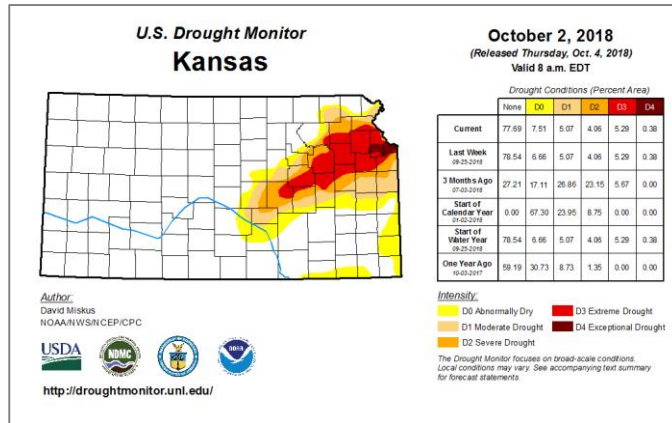 U.S. Drought Monitor
Kansas
October 2, 2018
(Released Thursday, Oct. 4, 2018)
Valid 8 a.m. EDT
Drought Conditions (Percent Area)
None D0 D1 D2 D3 D4
Current 77.69 7.51 5.07 4.06 5.29 0.38
Last Week 09-25-2018 78.54 6.66 5.07 4.06 5.29 0.38
3 Months Ago 07-03-2018 27.21 17.11 26.86 23.15 5.67 0.00
Start of Calendar Year 01-02-2018 0.00 67.30 23.95 8.75 0.00 0.00
Start of Water Year 09-25-2018 78.54 6.66 5.07 4.06 5.29 0.38
One Year Ago 10-03-2017 59.19 30.73 8.73 1.35 0.00 0.00
Intensity:
D0 Abnormally Dry
D1 Moderate Drought
D2 Severe Drought
D3 Extreme Drought
D4 Exceptional Drought
The Drought Monitor focuses on broad-scale conditions.
Local conditions may vary. See accompanying text summary
for forecast statements.
Author:
David Miskus
NOAA/NWS/NCEP/CPC
USDA
NDMC
NOAA
http://droughtmonitor.unl.edu/